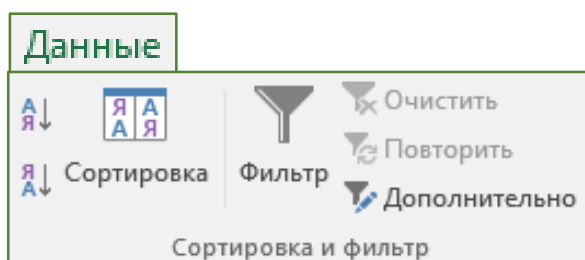 Данные
А
Я
Я А
А Я
Я
А
Сортировка
Фильтр
Очистить
Повторить
Дополнительно
Сортировка и фильтр